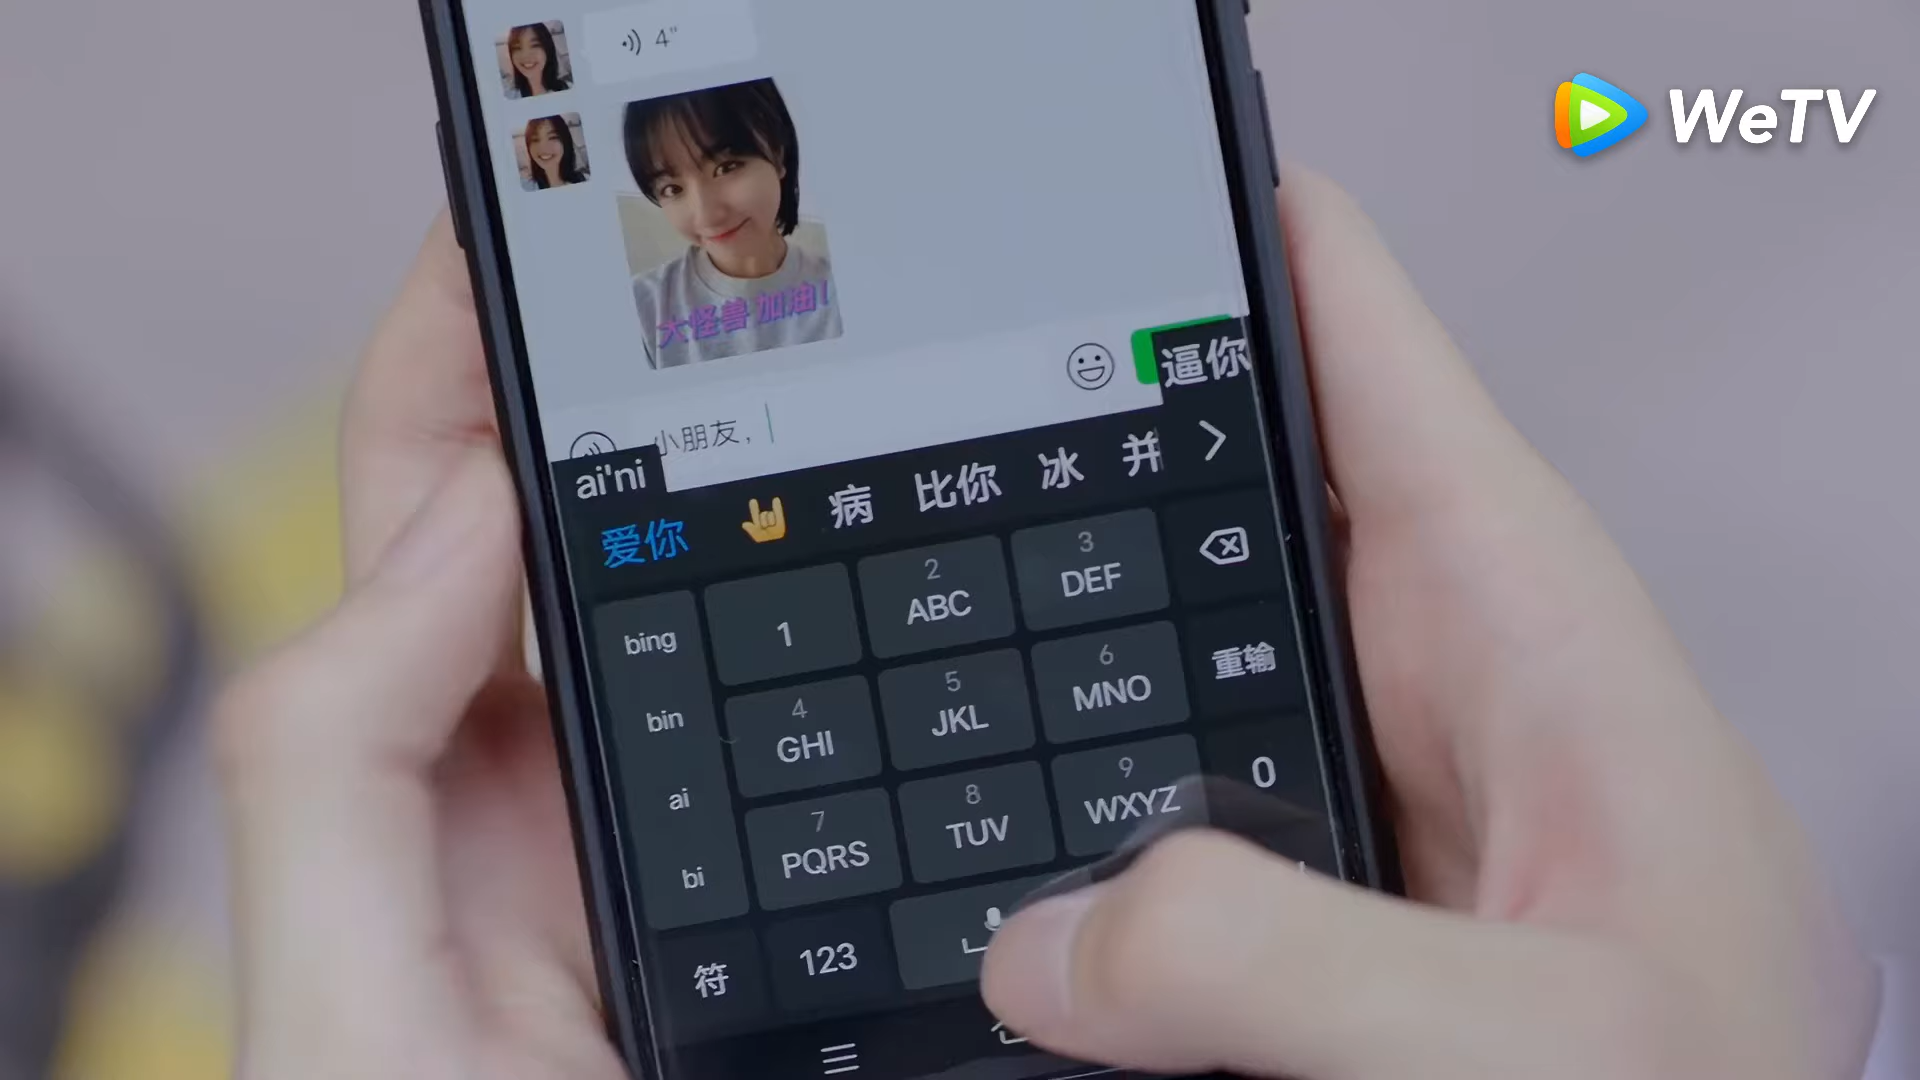 4"
WeTV
大怪兽 加油!
小朋友，
逼你
ai'ni
爱你 病 比你 冰 并
bing
bin
ai
bi
1
2 ABC
3 DEF
4 GHI
5 JKL
6 MNO
重输
7 PQRS
8 TUV
9 WXYZ
0
符 123